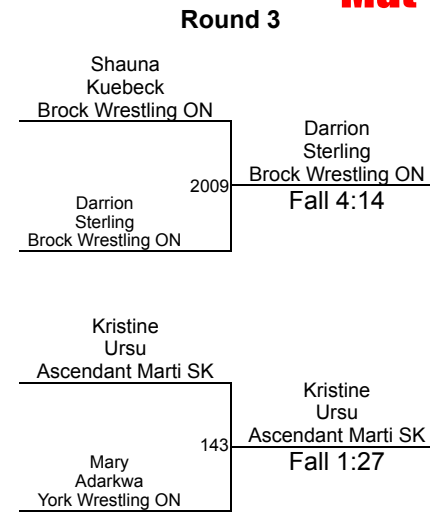 Round 3
Shauna
Kuebeck
Brock Wrestling ON
2009
Darrion
Sterling
Brock Wrestling ON
Darrion
Sterling
Brock Wrestling ON
Fall 4:14
Kristine
Ursu
Ascendant Marti SK
143
Mary
Adarkwa
York Wrestling ON
Kristine
Ursu
Ascendant Marti SK
Fall 1:27